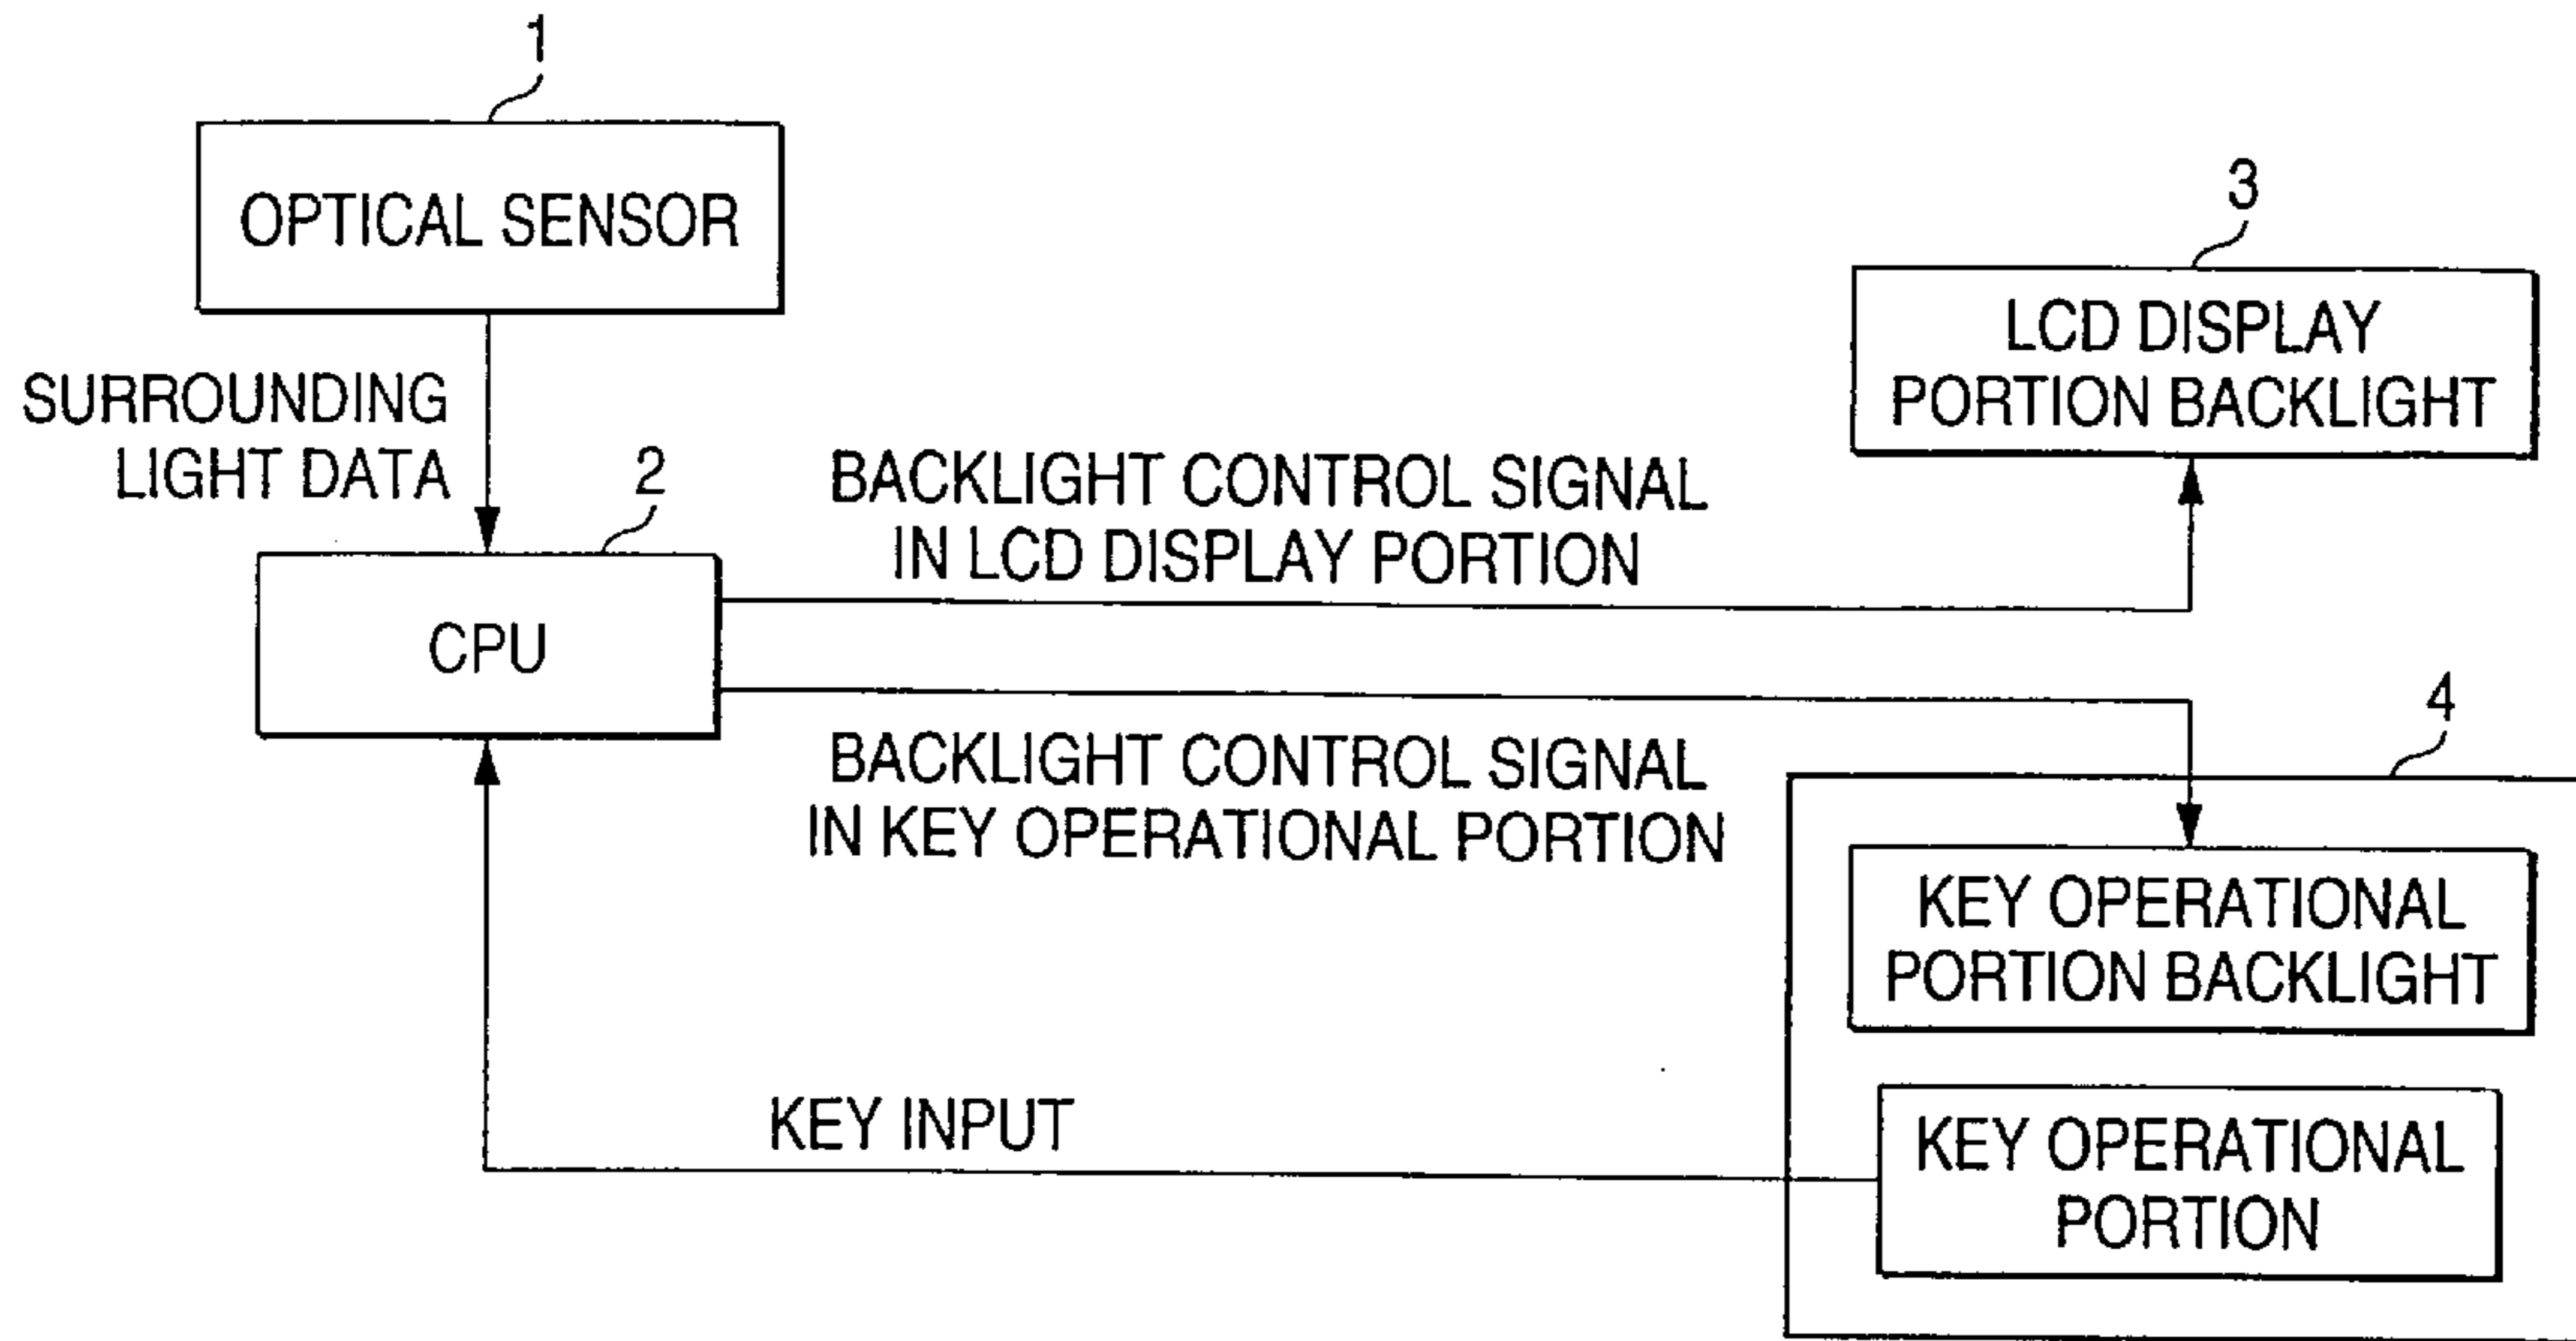 1
OPTICAL SENSOR
3
LCD DISPLAY
PORTION BACKLIGHT
SURROUNDING
LIGHT DATA
2
BACKLIGHT CONTROL SIGNAL
IN LCD DISPLAY PORTION
CPU
4
BACKLIGHT CONTROL SIGNAL
IN KEY OPERATIONAL PORTION
KEY OPERATIONAL
PORTION BACKLIGHT
KEY INPUT
KEY OPERATIONAL
PORTION